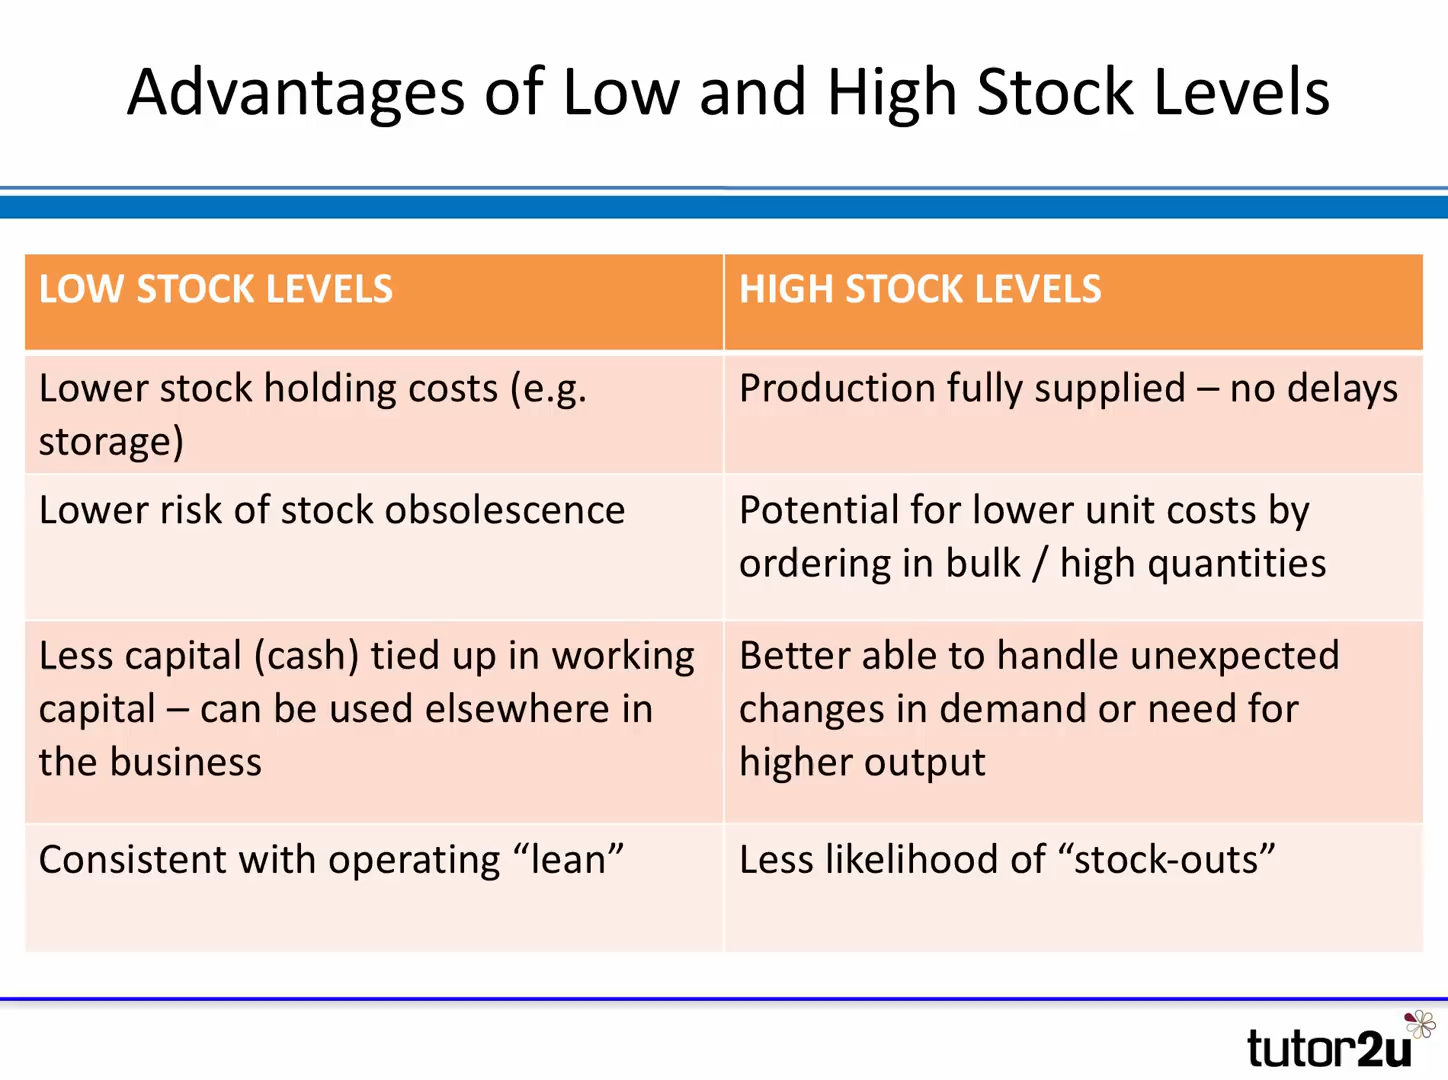 Advantages of Low and High Stock Levels
LOW STOCK LEVELS
HIGH STOCK LEVELS
Lower stock holding costs (e.g.
storage)
Production fully supplied – no delays
Lower risk of stock obsolescence
Potential for lower unit costs by
ordering in bulk / high quantities
Less capital (cash) tied up in working
capital – can be used elsewhere in
the business
Better able to handle unexpected
changes in demand or need for
higher output
Consistent with operating “lean”
Less likelihood of “stock-outs”
tutor2u